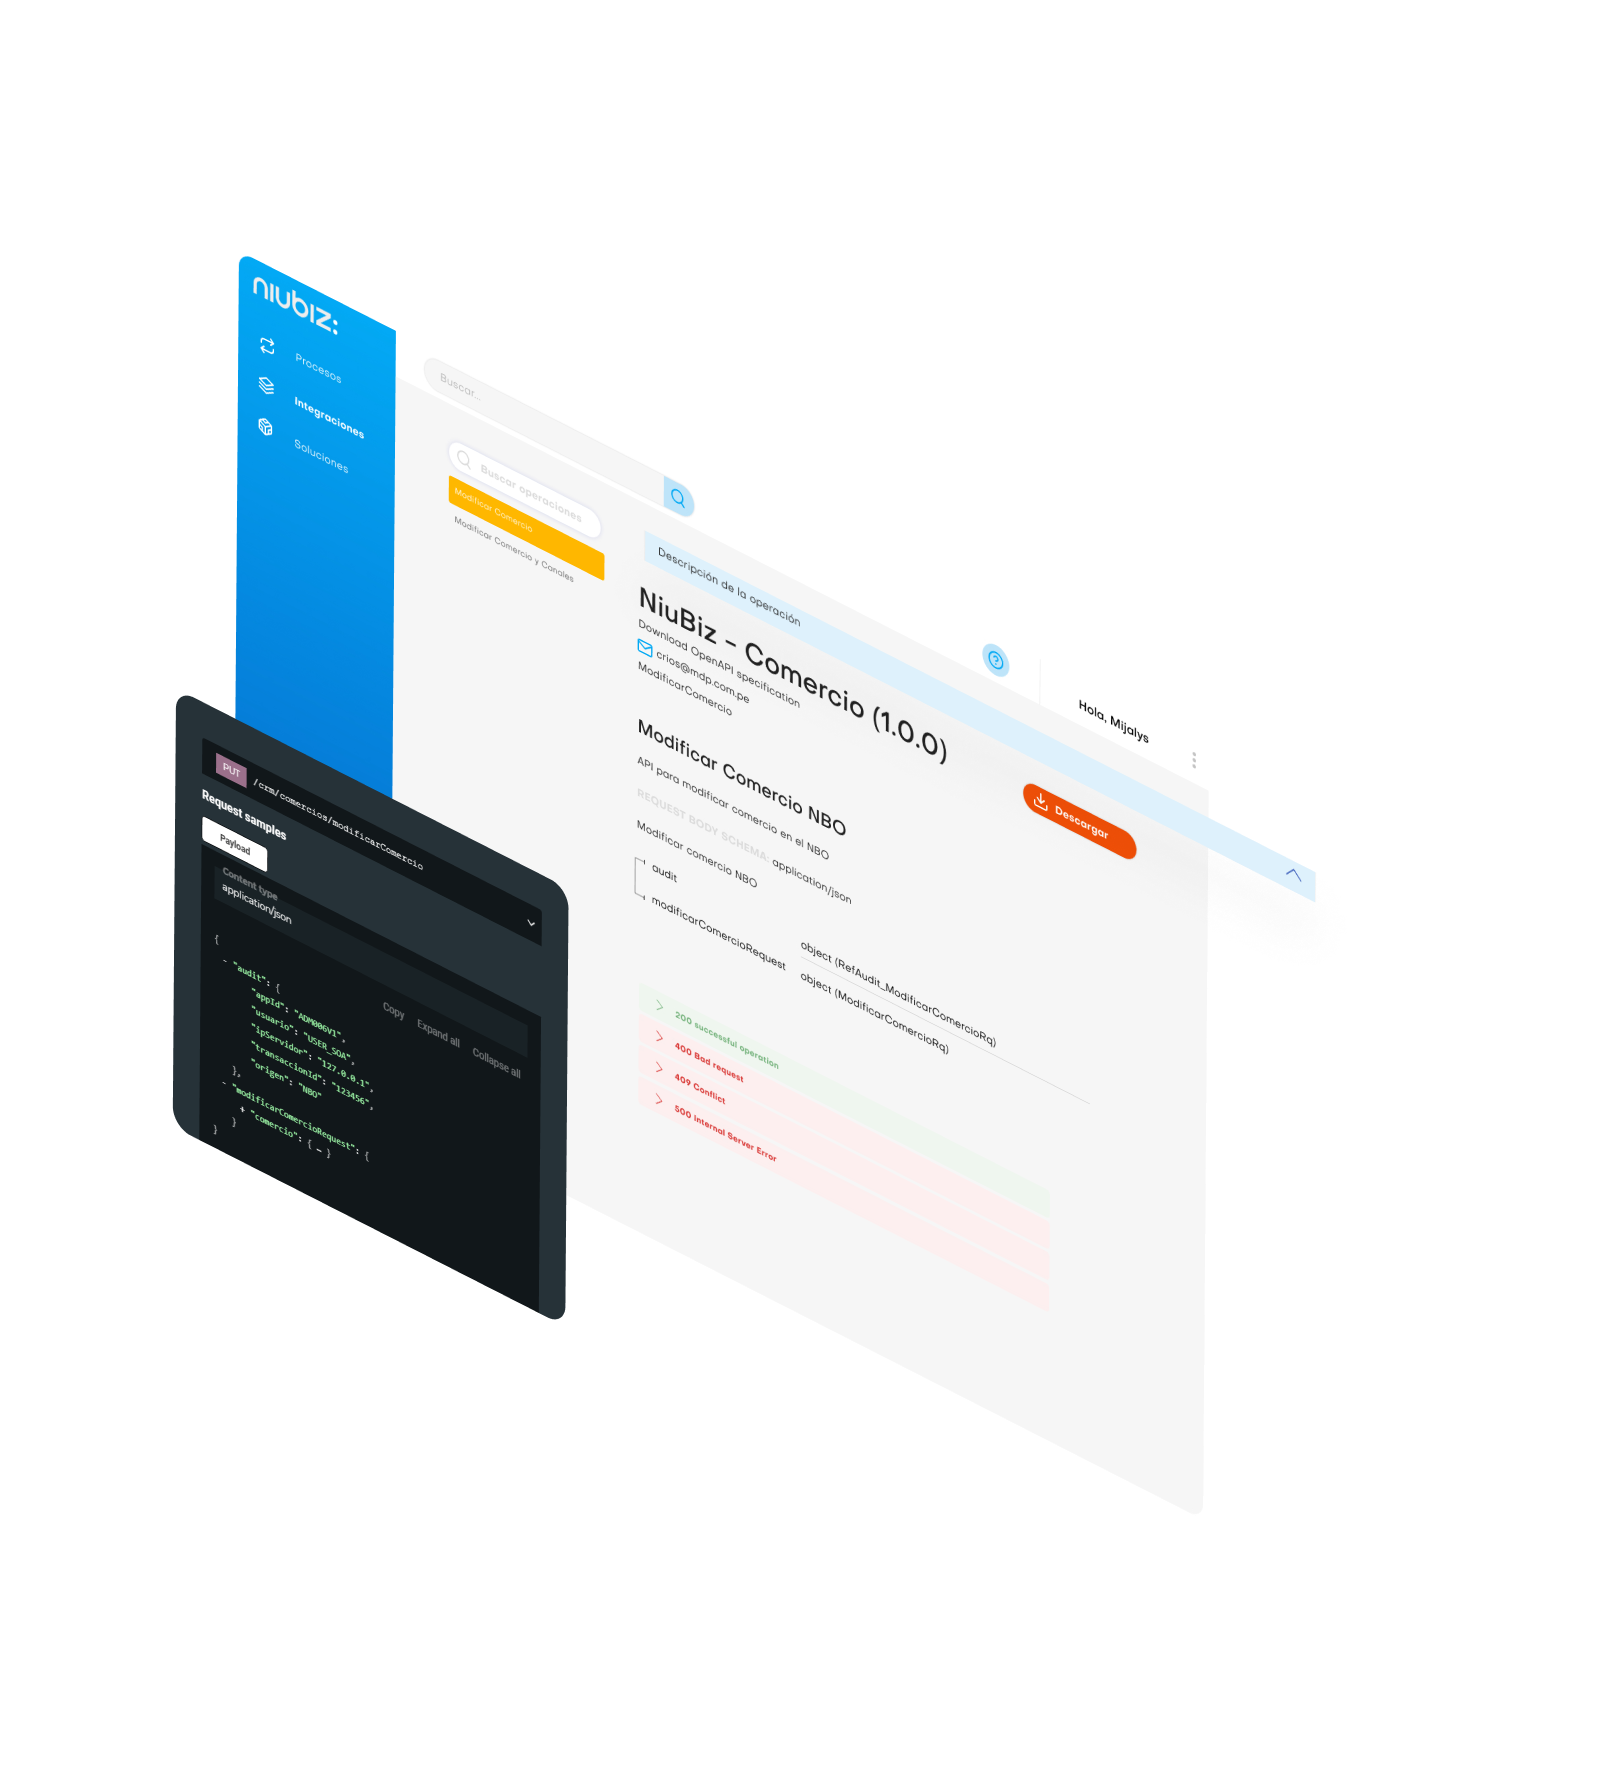 niubiz:
Procesos
Integraciones
Soluciones
Buscar...
Buscar operaciones
Modificar Comercio
Modificar Comercio y Canales
Hola, Mijalys
Descripción de la operación
NiuBiz - Comercio (1.0.0)
Download OpenAPI specification
crios@mdp.com.pe
ModificarComercio
Descargar
Modificar Comercio NBO
API para modificar comercio en el NBO
REQUEST BODY SCHEMA: application/json
Modificar comercio NBO
audit
object (RefAudit_ModificarComercioRq)
modificarComercioRequest
object (ModificarComercioRq)
200 successful operation
400 Bad request
409 Conflict
500 Internal Server Error
PUT /crm/comercios/modificarComercio
Request samples
Payload
Content type
application/json
Copy Expand all Collapse all
{
- "audit": {
"appId": "ADM006V1",
"usuario": "USER_SOA",
"ipServidor": "127.0.0.1",
"transaccionId": "123456",
"origen": "NBO"
},
- "modificarComercioRequest": {
+ "comercio": { … }
}
}